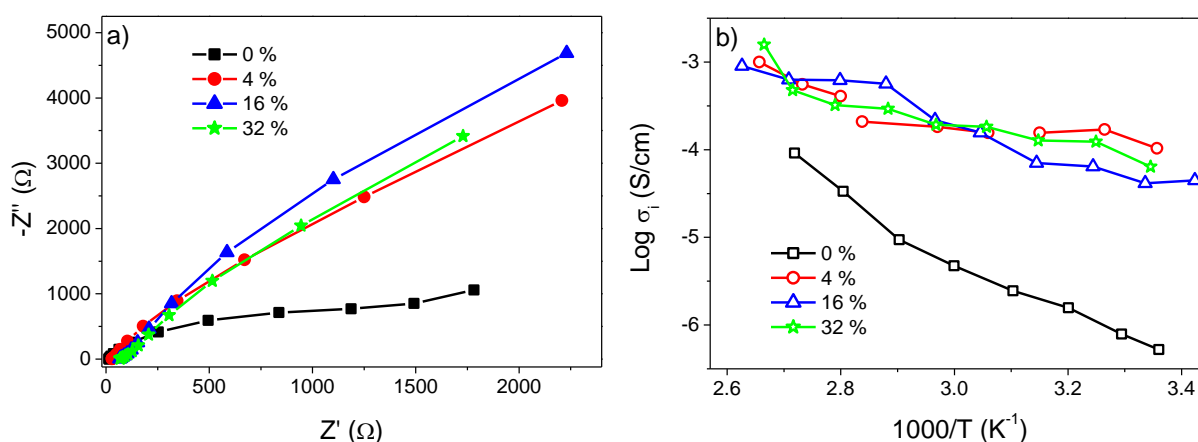 a)
0 %
4 %
16 %
32 %
5000
4000
3000
2000
1000
0
0 500 1000 1500 2000
-Z'' (Ω)
Z' (Ω)
b)
-3
-4
-5
-6
0 %
4 %
16 %
32 %
2.6 2.8 3.0 3.2 3.4
Log σi (S/cm)
1000/T (K-1)